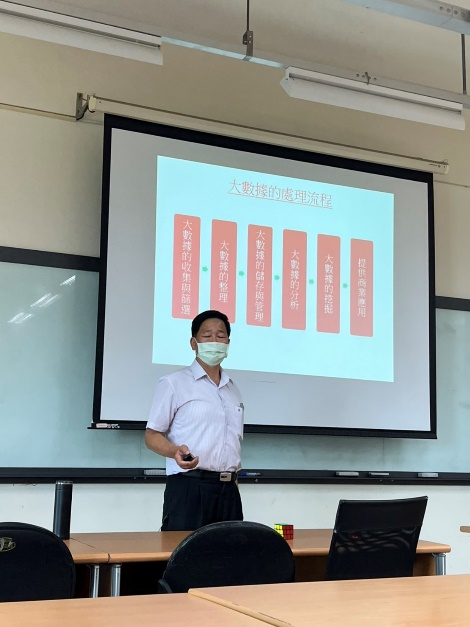 大數據的處理流程
大數據的收集與篩選
大數據的整理
大數據的儲存與管理
大數據的分析
大數據的挖掘
提供商業應用